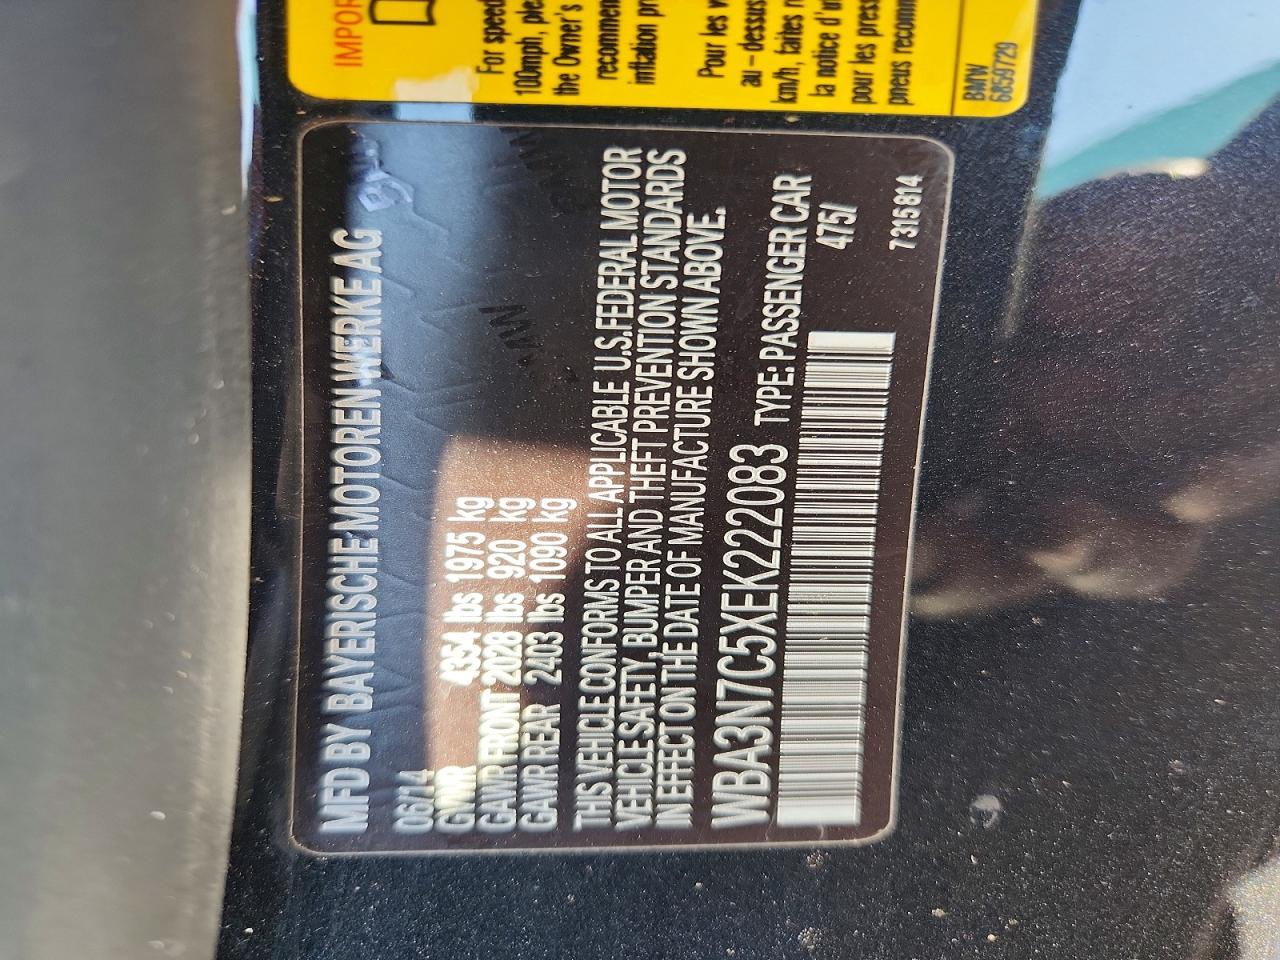 MFD BY BAYERISCHE MOTOREN WERKE AG
06/14
GVWR 4354 lbs 1975 kg
GAWR FRONT 2028 lbs 920 kg
GAWR REAR 2403 lbs 1090 kg
THIS VEHICLE CONFORMS TO ALL APPLICABLE U.S. FEDERAL MOTOR
VEHICLE SAFETY, BUMPER AND THEFT PREVENTION STANDARDS
IN EFFECT ON THE DATE OF MANUFACTURE SHOWN ABOVE.
WBA3N7C5XEK222083 TYPE: PASSENGER CAR
475/
7315814
IMPOR
For speed
100mph, ple
the Owner's
recommen
inflation pr
Pour les v
au-dessus
km/h, faites r
la notice d'u
pour les press
pneus recomm
BMW
6859729